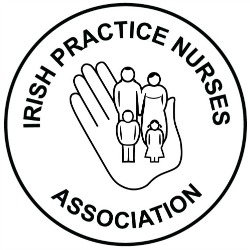 IRISH PRACTICE NURSES
ASSOCIATION